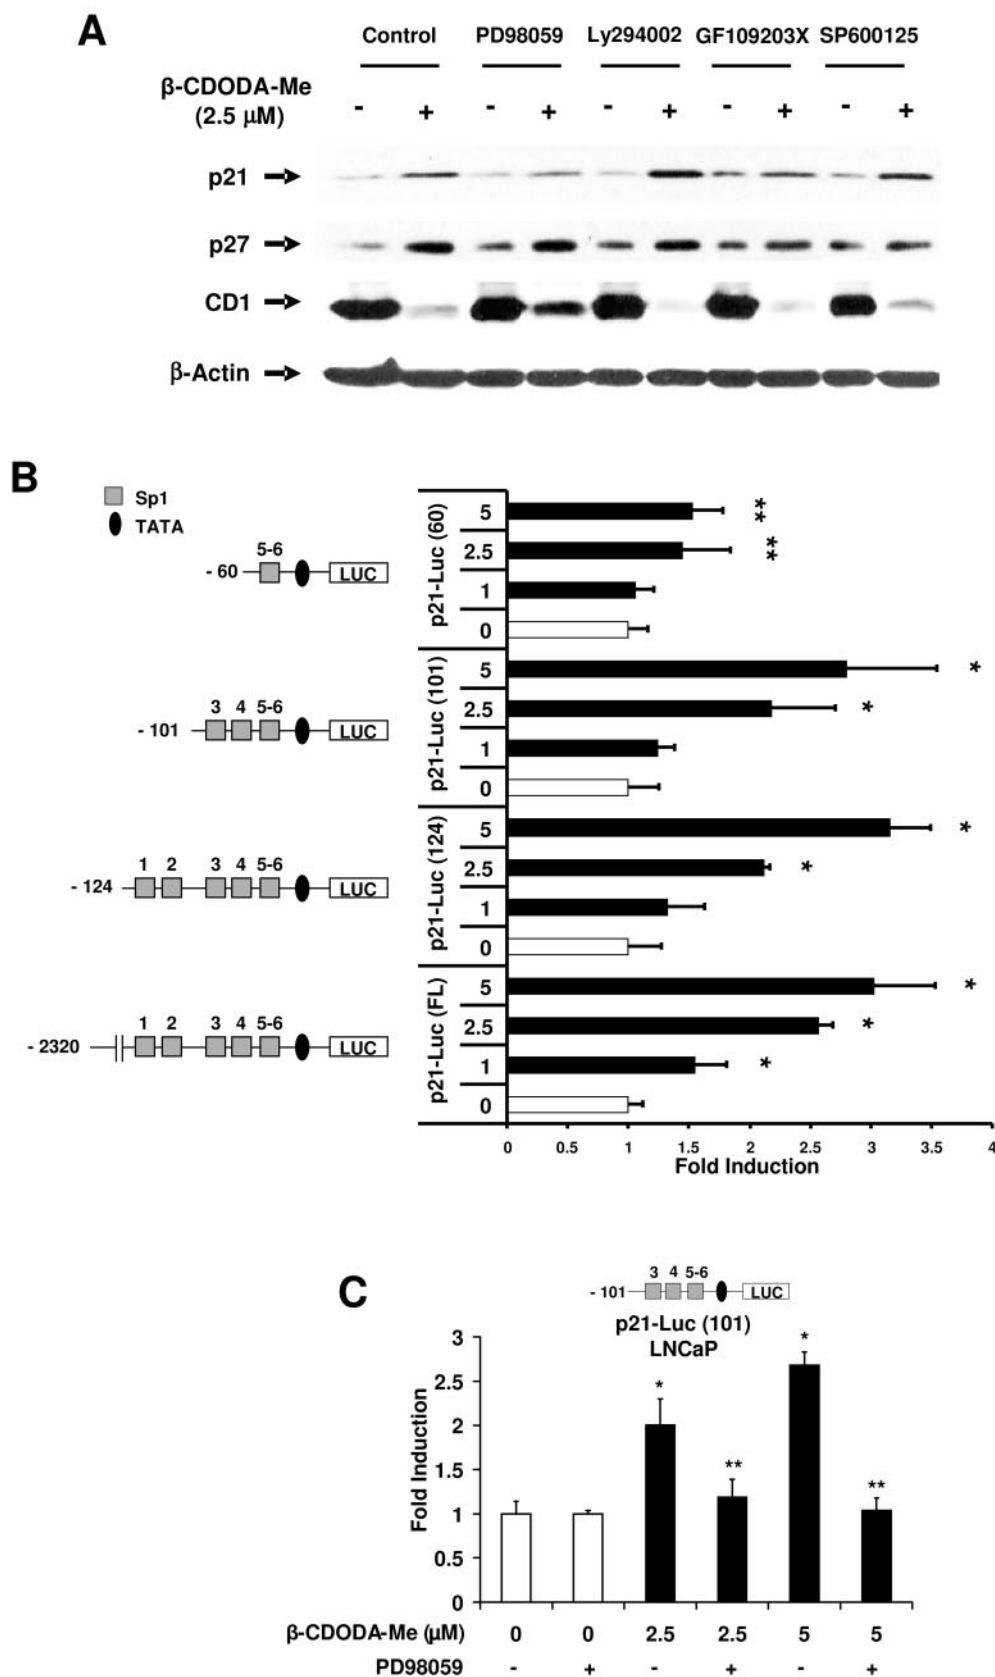 A
Control PD98059 Ly294002 GF109203X SP600125
β-CDODA-Me
(2.5 μM)
- + - + - + - + - +
p21
p27
CD1
β-Actin
B
Sp1
TATA
5-6
- 60 LUC
3 4 5-6
- 101 LUC
1 2 3 4 5-6
- 124 LUC
1 2 3 4 5-6
- 2320 LUC
p21-Luc (60)
5 **
2.5 **
1
0
p21-Luc (101)
5 *
2.5 *
1
0
p21-Luc (124)
5 *
2.5 *
1
0
p21-Luc (FL)
5 *
2.5 *
1 *
0
0 0.5 1 1.5 2 2.5 3 3.5 4
Fold Induction
C
3 4 5-6
- 101 LUC
p21-Luc (101)
LNCaP
Fold Induction
3
2.5
2
1.5
1
0.5
0
* ** * **
β-CDODA-Me (μM) 0 0 2.5 2.5 5 5
PD98059 - + - + - +